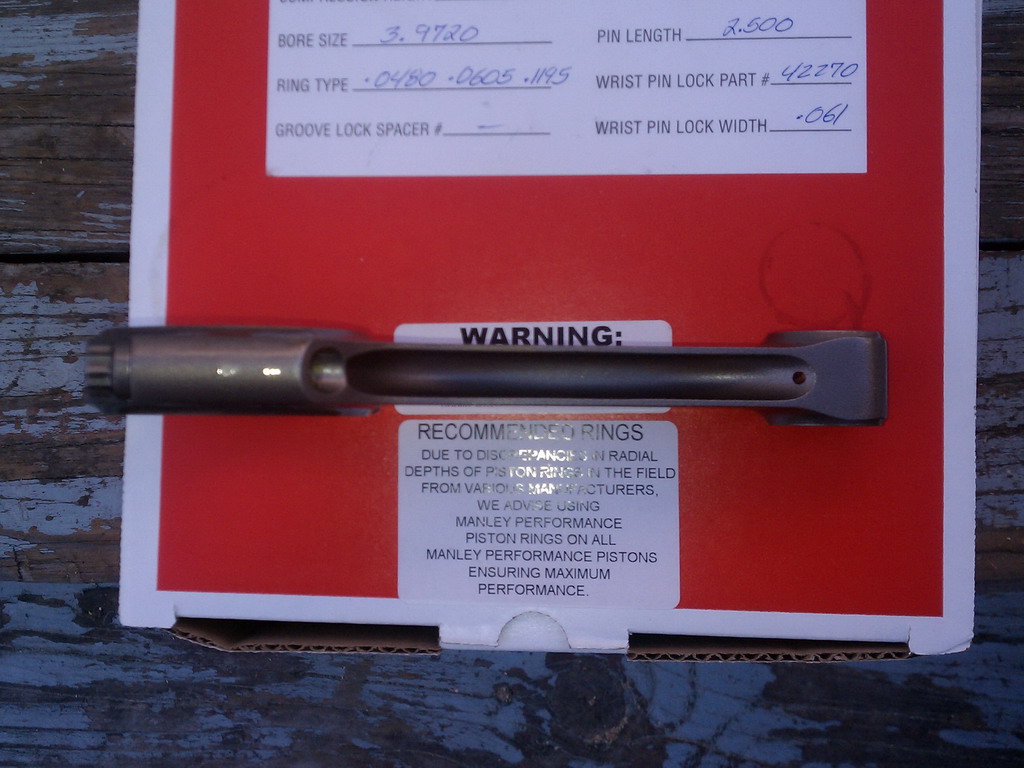 COMPRESSION HEIGHT
BORE SIZE 3.9720
RING TYPE .0480 .0605 .1195
GROOVE LOCK SPACER # —
PIN LENGTH 2.500
WRIST PIN LOCK PART # 42270
WRIST PIN LOCK WIDTH .061
WARNING:
RECOMMENDED RINGS
DUE TO DISCREPANCIES IN RADIAL
DEPTHS OF PISTON RINGS IN THE FIELD
FROM VARIOUS MANUFACTURERS,
WE ADVISE USING
MANLEY PERFORMANCE
PISTON RINGS ON ALL
MANLEY PERFORMANCE PISTONS
ENSURING MAXIMUM
PERFORMANCE.